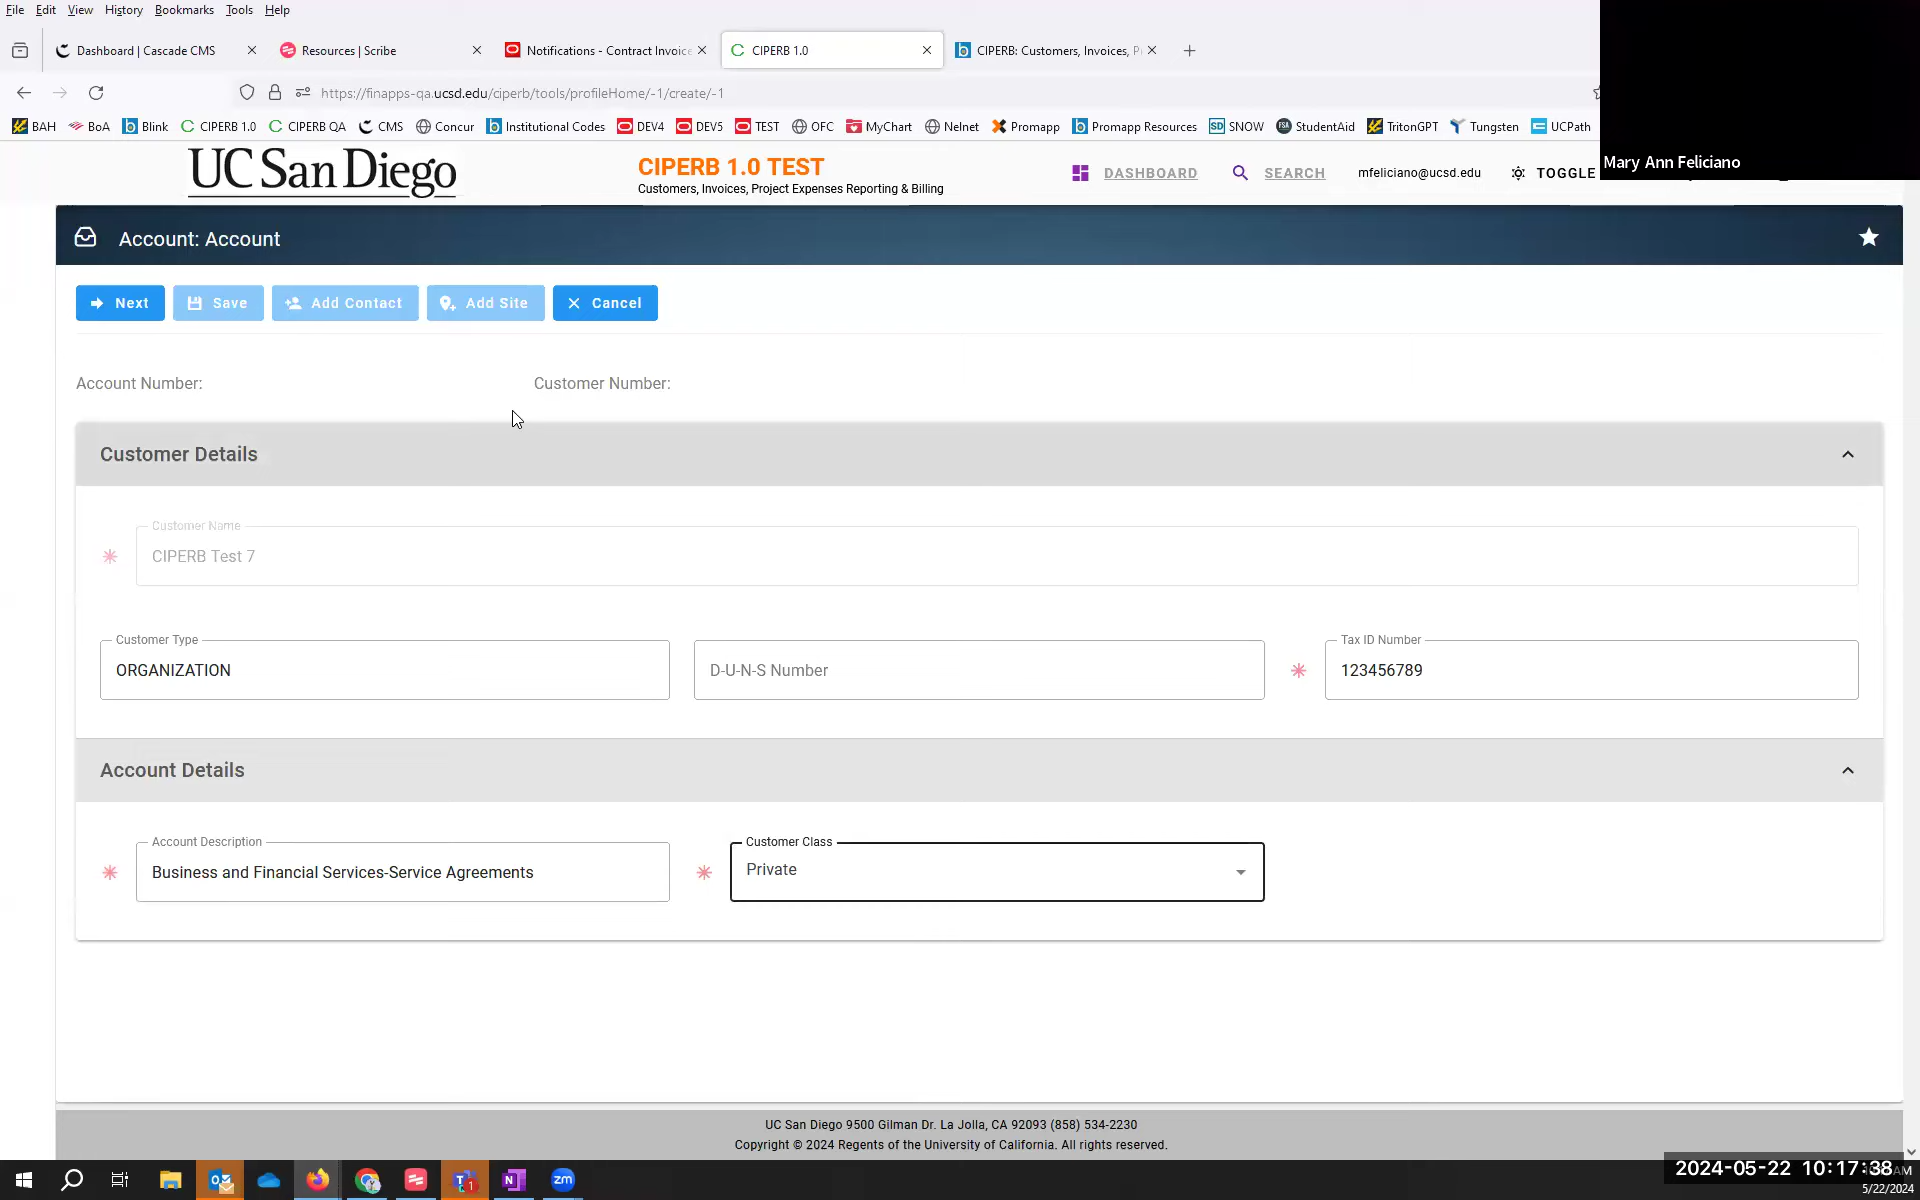 File Edit View History Bookmarks Tools Help
Dashboard | Cascade CMS
Resources | Scribe
Notifications - Contract Invoice
CIPERB 1.0
CIPERB: Customers, Invoices, P
https://finapps-qa.ucsd.edu/ciperb/tools/profileHome/-1/create/-1
BAH BoA Blink CIPERB 1.0 CIPERB QA CMS Concur Institutional Codes DEV4 DEV5 TEST OFC MyChart Nelnet Promapp Promapp Resources SNOW StudentAid TritonGPT Tungsten UCPath
Mary Ann Feliciano
UC San Diego
CIPERB 1.0 TEST
Customers, Invoices, Project Expenses Reporting & Billing
DASHBOARD SEARCH mfeliciano@ucsd.edu TOGGLE
Account: Account
Next Save Add Contact Add Site Cancel
Account Number: Customer Number:
Customer Details
Customer Name
CIPERB Test 7
Customer Type
ORGANIZATION
D-U-N-S Number
Tax ID Number
123456789
Account Details
Account Description
Business and Financial Services-Service Agreements
Customer Class
Private
UC San Diego 9500 Gilman Dr. La Jolla, CA 92093 (858) 534-2230
Copyright © 2024 Regents of the University of California. All rights reserved.
2024-05-22 10:17:38
5/22/2024